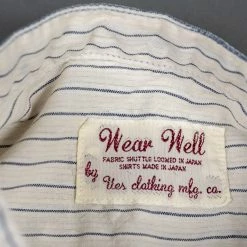 Wear Well
FABRIC SHUTTLE LOOMED IN JAPAN
SHIRTS MADE IN JAPAN
by Ues clothing mfg. co.